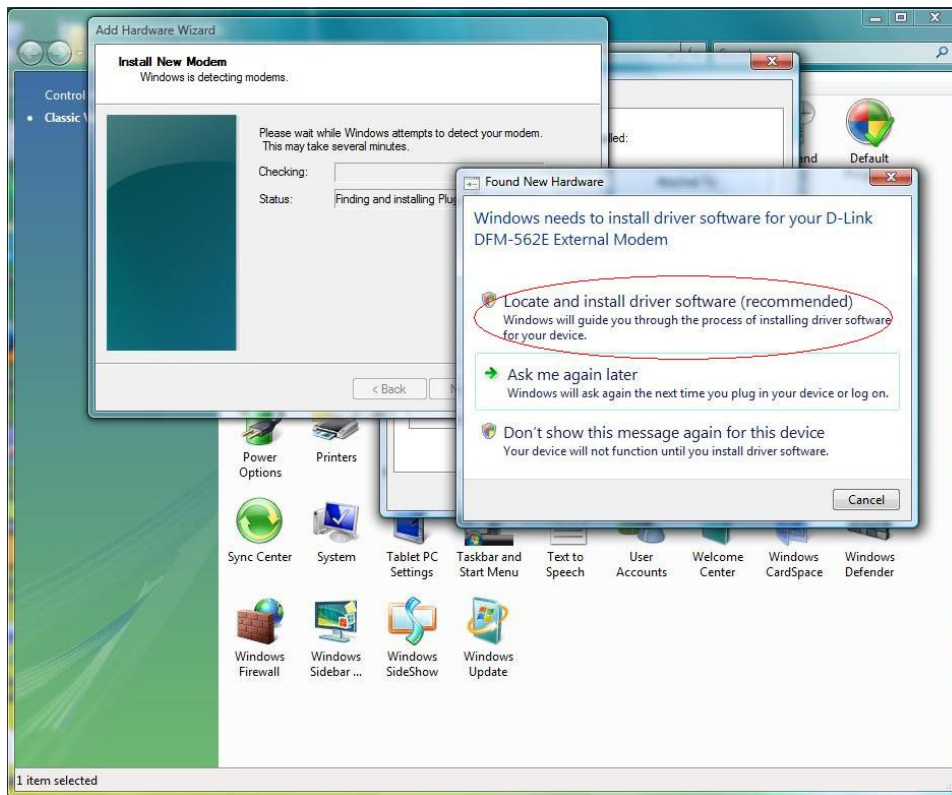 Add Hardware Wizard
Install New Modem
Windows is detecting modems.
Please wait while Windows attempts to detect your modem.
This may take several minutes.
Checking:
Status:
Finding and installing Plug
< Back
Control
Classic V
lled:
and
Default
Found New Hardware
Windows needs to install driver software for your D-Link
DFM-562E External Modem
Locate and install driver software (recommended)
Windows will guide you through the process of installing driver software
for your device.
Ask me again later
Windows will ask again the next time you plug in your device or log on.
Don't show this message again for this device
Your device will not function until you install driver software.
Cancel
Power
Options
Printers
Sync Center
System
Tablet PC
Settings
Taskbar and
Start Menu
Text to
Speech
User
Accounts
Welcome
Center
Windows
CardSpace
Windows
Defender
Windows
Firewall
Windows
Sidebar ...
Windows
SideShow
Windows
Update
1 item selected